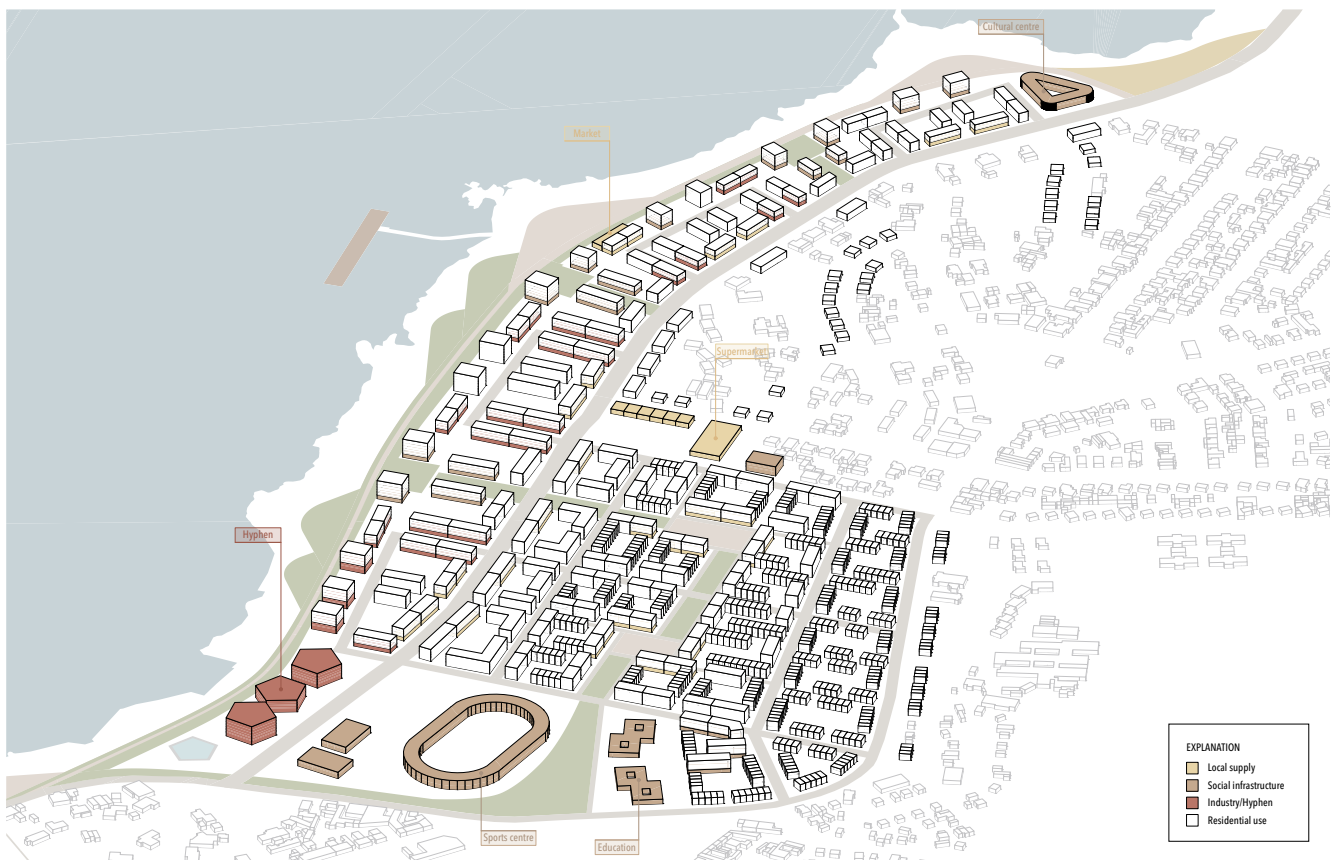 Cultural centre
Market
Supermarket
Hyphen
Sports centre
Education
EXPLANATION
Local supply
Social infrastructure
Industry/Hyphen
Residential use